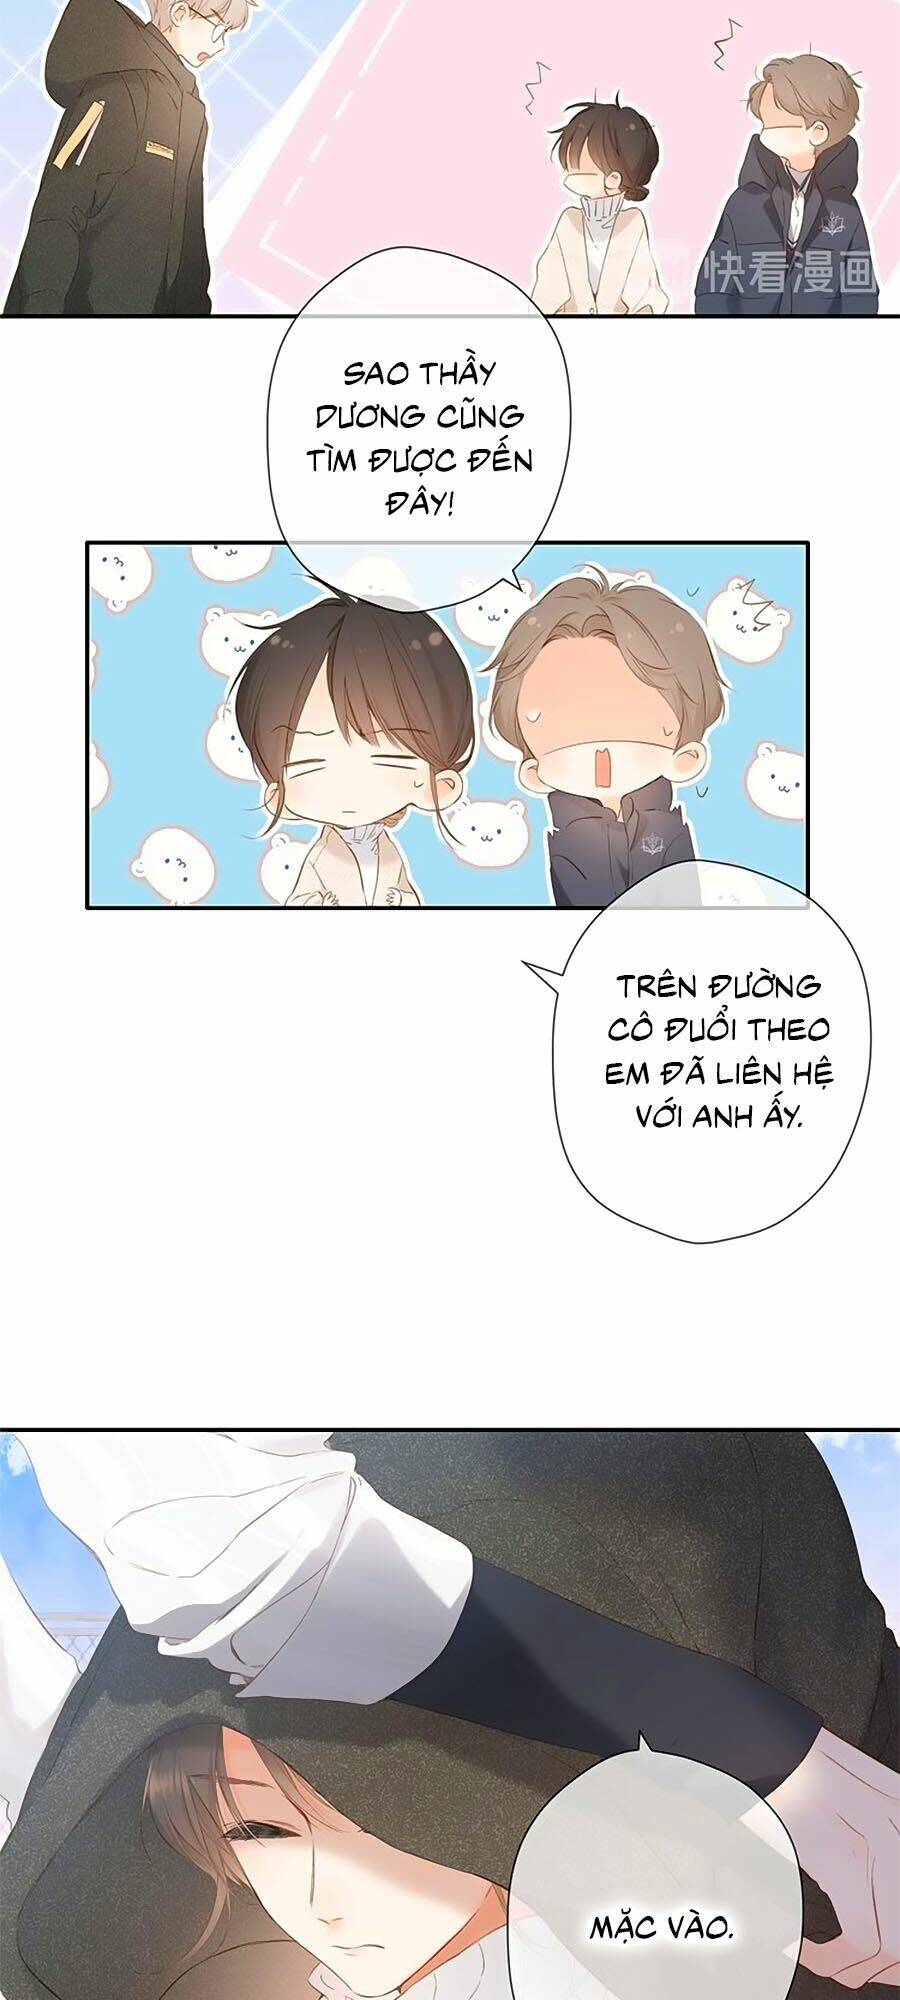 快看漫画
SAO THẦY
DƯƠNG CŨNG
TÌM ĐƯỢC ĐẾN
ĐÂY!
TRÊN ĐƯỜNG
CÔ ĐUỔI THEO
EM ĐÃ LIÊN HỆ
VỚI ANH ẤY.
MẶC VÀO.